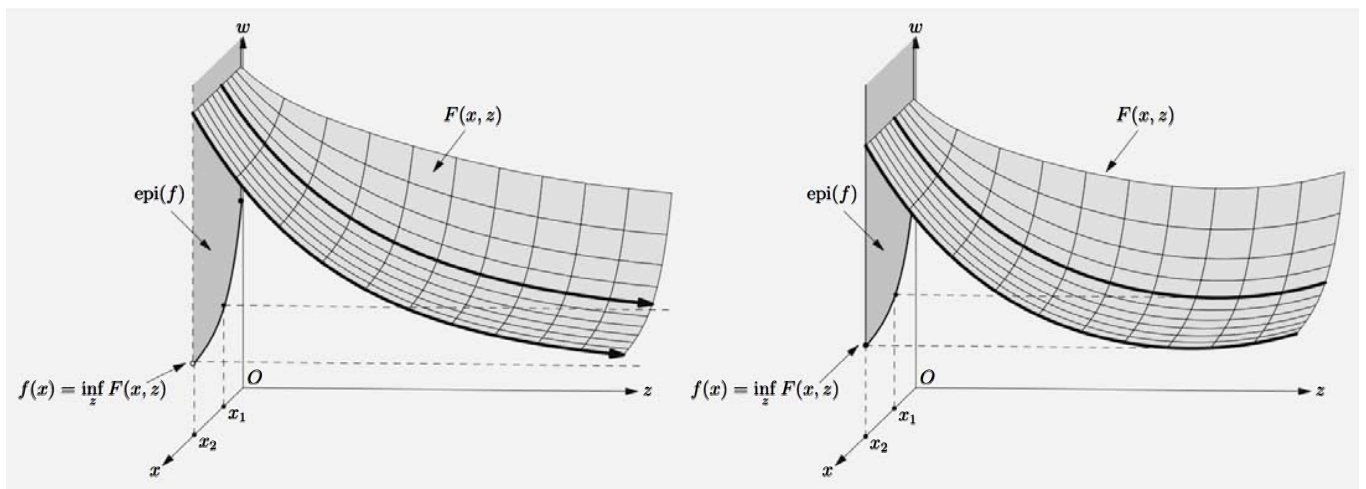 w
F(x, z)
epi(f)
f(x) = inf F(x, z)
z
O
z
x₁
x₂
x
w
F(x, z)
epi(f)
f(x) = inf F(x, z)
z
O
z
x₁
x₂
x